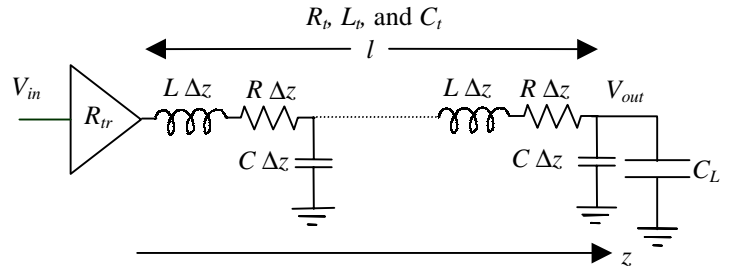 Rt, Lt, and Ct
l
Vin
Rtr
L Δz
R Δz
C Δz
L Δz
R Δz
Vout
C Δz
CL
z